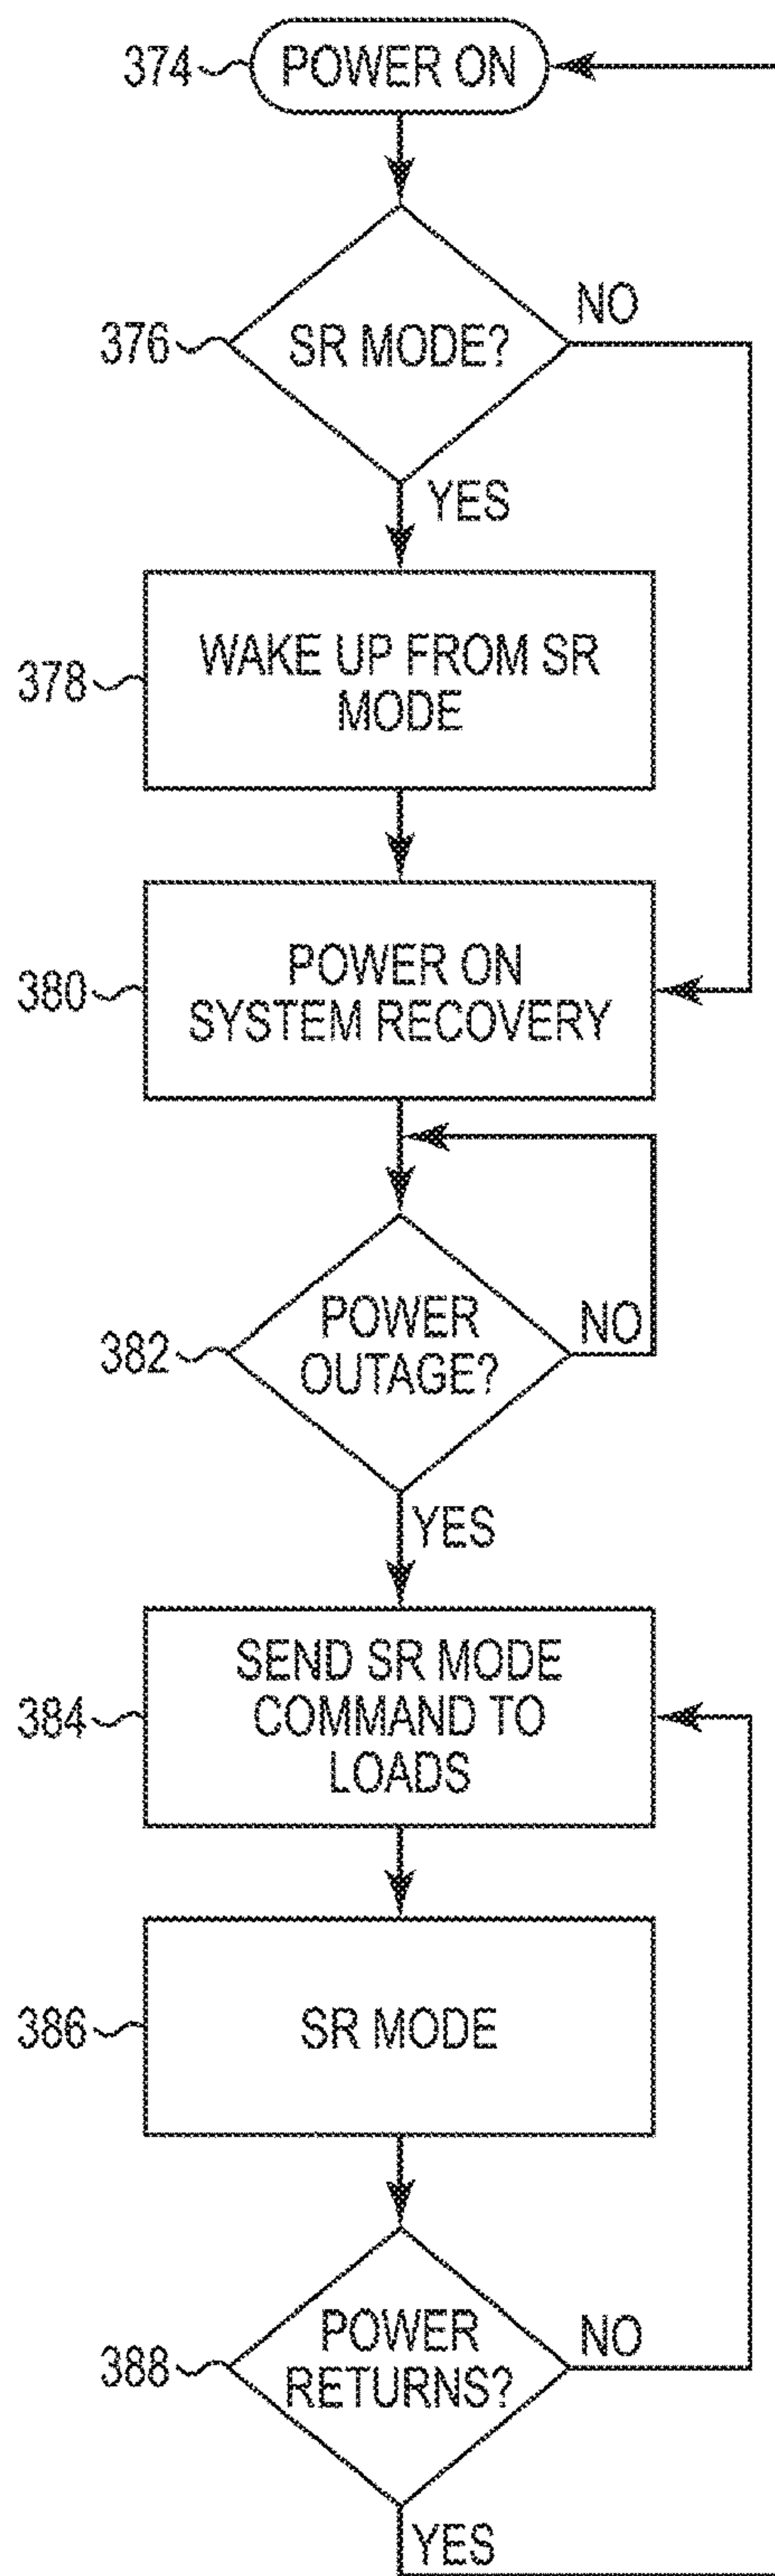 374
POWER ON
376
SR MODE?
NO
YES
378
WAKE UP FROM SR
MODE
380
POWER ON
SYSTEM RECOVERY
382
POWER
OUTAGE?
NO
YES
384
SEND SR MODE
COMMAND TO
LOADS
386
SR MODE
388
POWER
RETURNS?
NO
YES